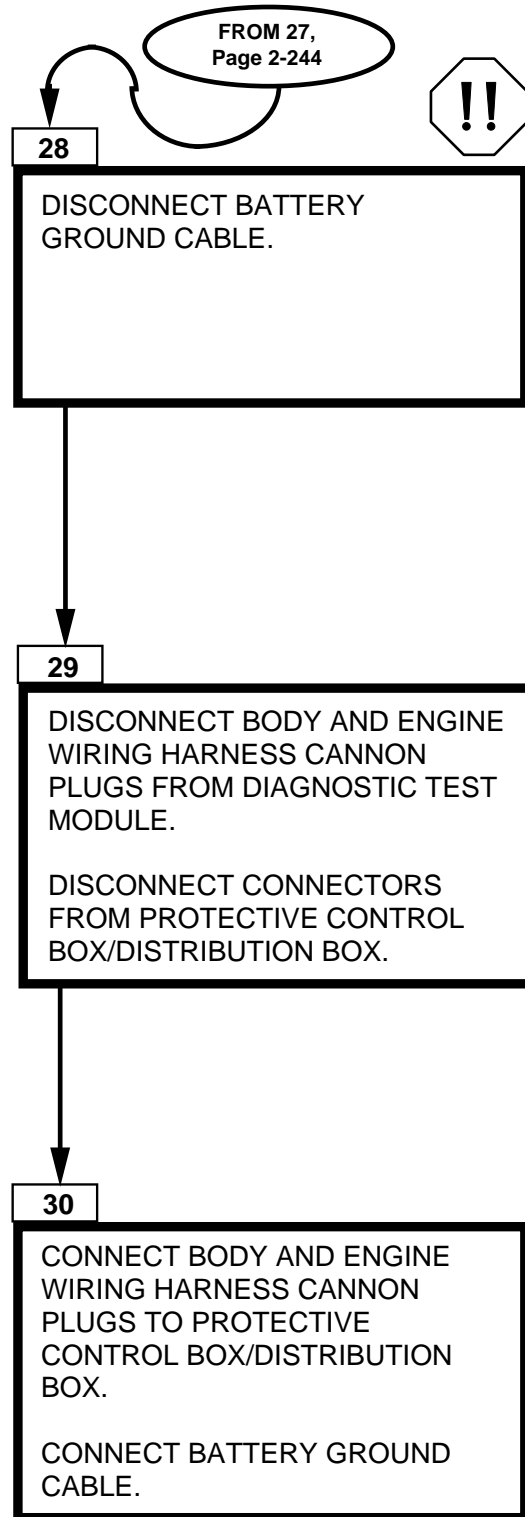 FROM 27,
Page 2-244
!!
28
DISCONNECT BATTERY
GROUND CABLE.
29
DISCONNECT BODY AND ENGINE
WIRING HARNESS CANNON
PLUGS FROM DIAGNOSTIC TEST
MODULE.
DISCONNECT CONNECTORS
FROM PROTECTIVE CONTROL
BOX/DISTRIBUTION BOX.
30
CONNECT BODY AND ENGINE
WIRING HARNESS CANNON
PLUGS TO PROTECTIVE
CONTROL BOX/DISTRIBUTION
BOX.
CONNECT BATTERY GROUND
CABLE.